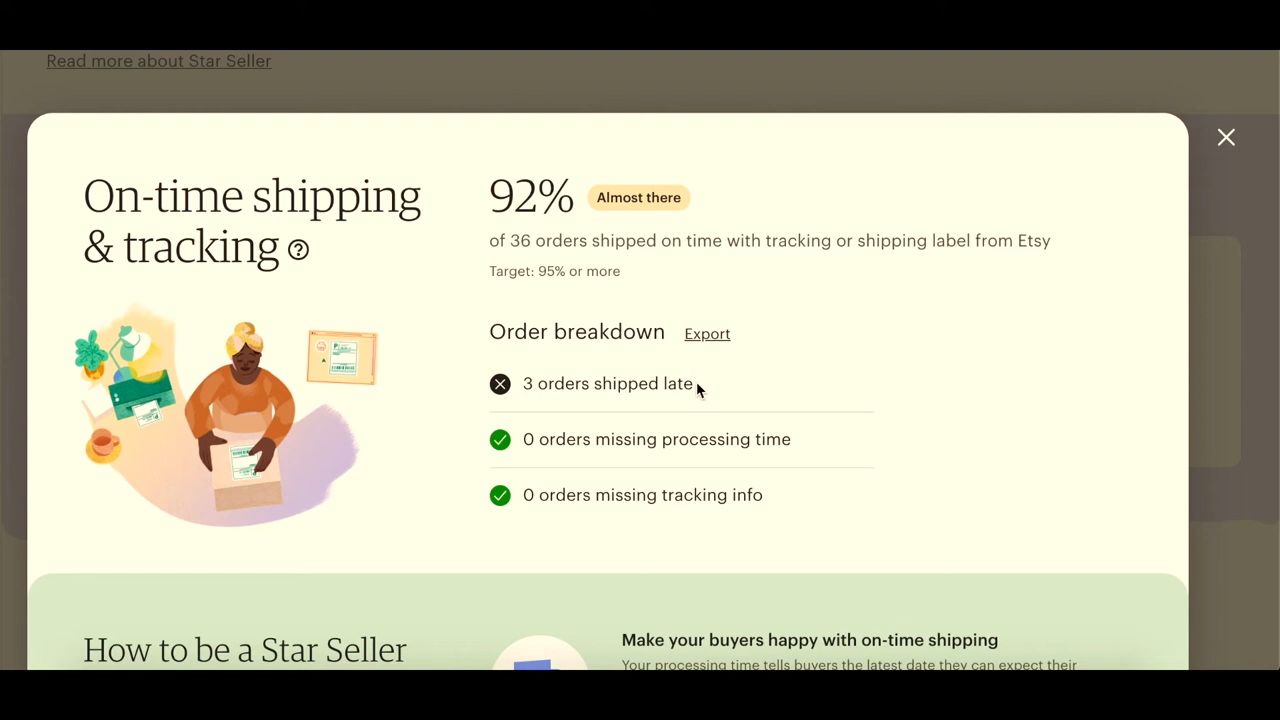 Read more about Star Seller
On-time shipping
& tracking
92% Almost there
of 36 orders shipped on time with tracking or shipping label from Etsy
Target: 95% or more
Order breakdown Export
3 orders shipped late
0 orders missing processing time
0 orders missing tracking info
How to be a Star Seller
Make your buyers happy with on-time shipping
Your processing time tells buyers the latest date they can expect their